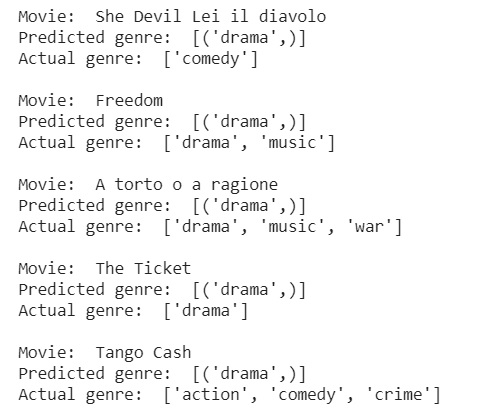 Movie:  She Devil Lei il diavolo
Predicted genre:  [('drama',)]
Actual genre:  ['comedy']
Movie:  Freedom
Predicted genre:  [('drama',)]
Actual genre:  ['drama', 'music']
Movie:  A torto o a ragione
Predicted genre:  [('drama',)]
Actual genre:  ['drama', 'music', 'war']
Movie:  The Ticket
Predicted genre:  [('drama',)]
Actual genre:  ['drama']
Movie:  Tango Cash
Predicted genre:  [('drama',)]
Actual genre:  ['action', 'comedy', 'crime']